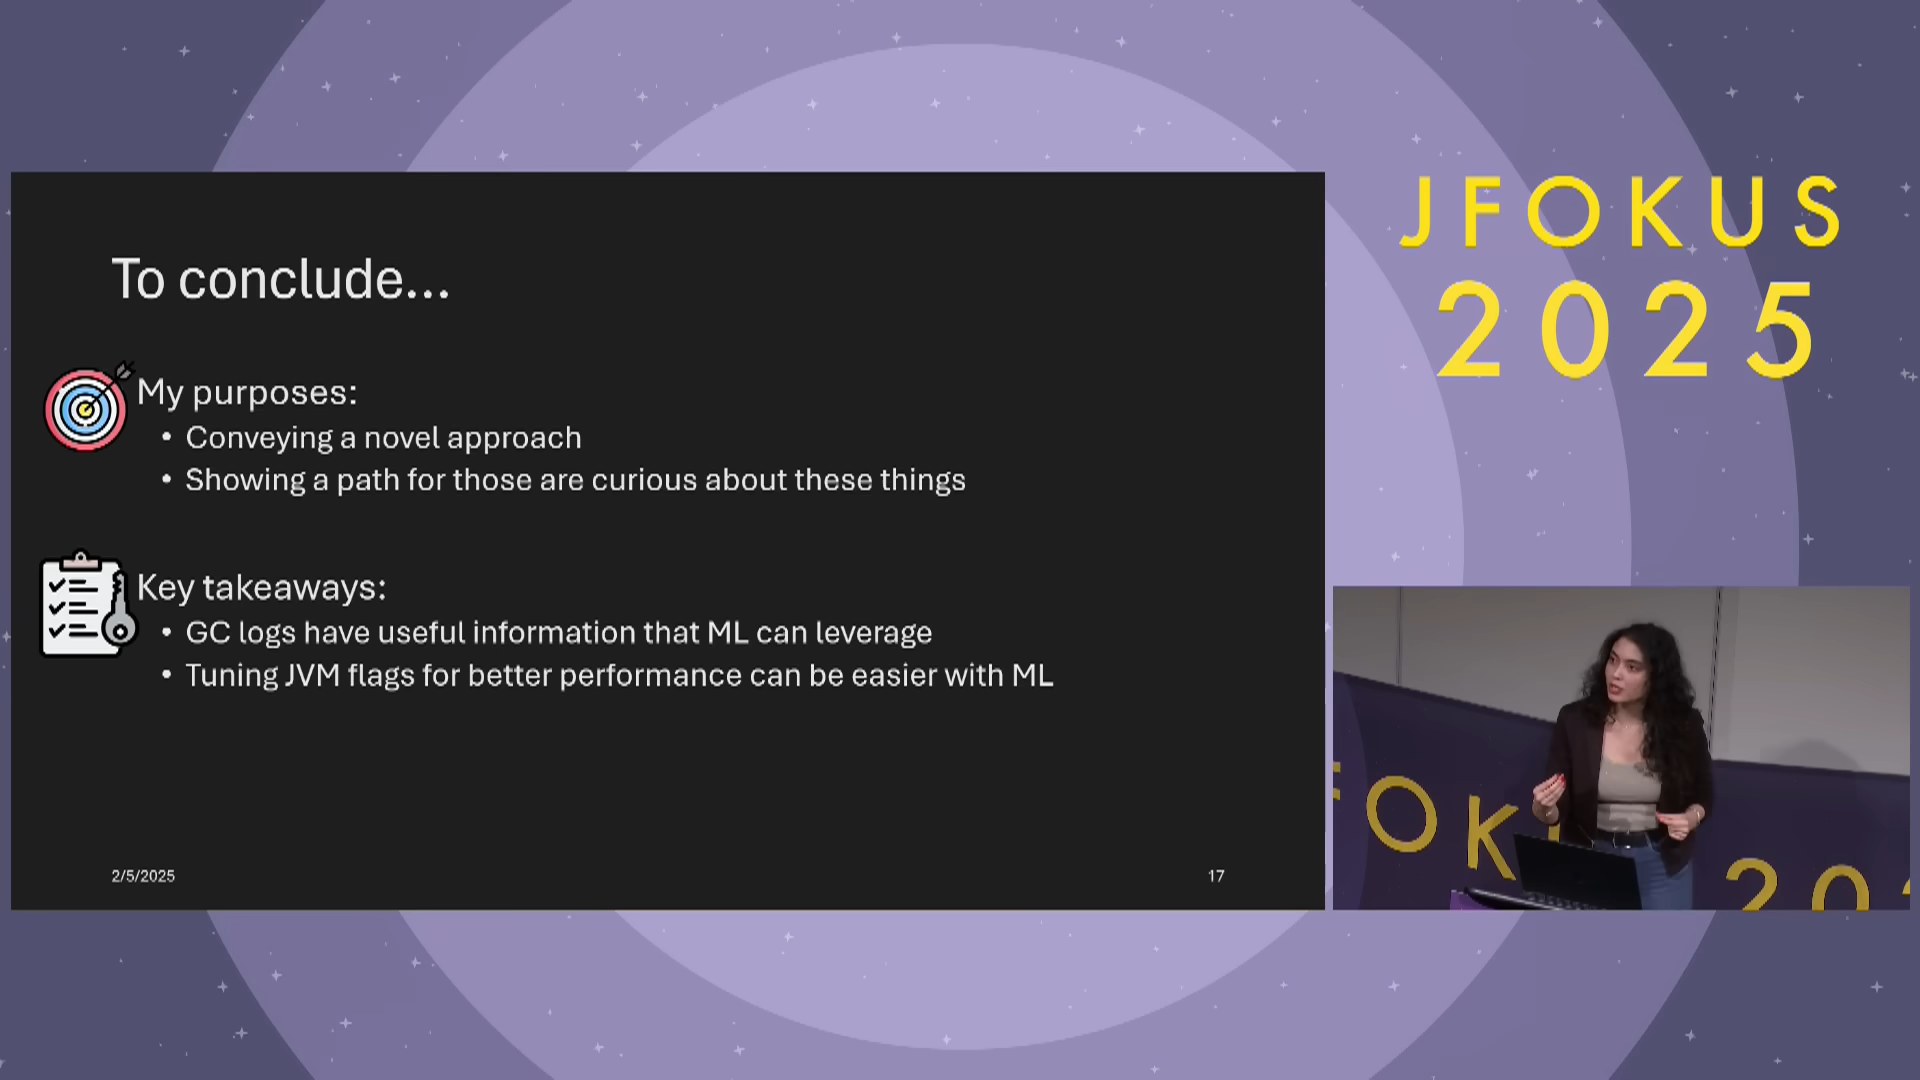 JFOKUS
2025
To conclude...
My purposes:
• Conveying a novel approach
• Showing a path for those are curious about these things
Key takeaways:
• GC logs have useful information that ML can leverage
• Tuning JVM flags for better performance can be easier with ML
2/5/2025
17
FOK
202